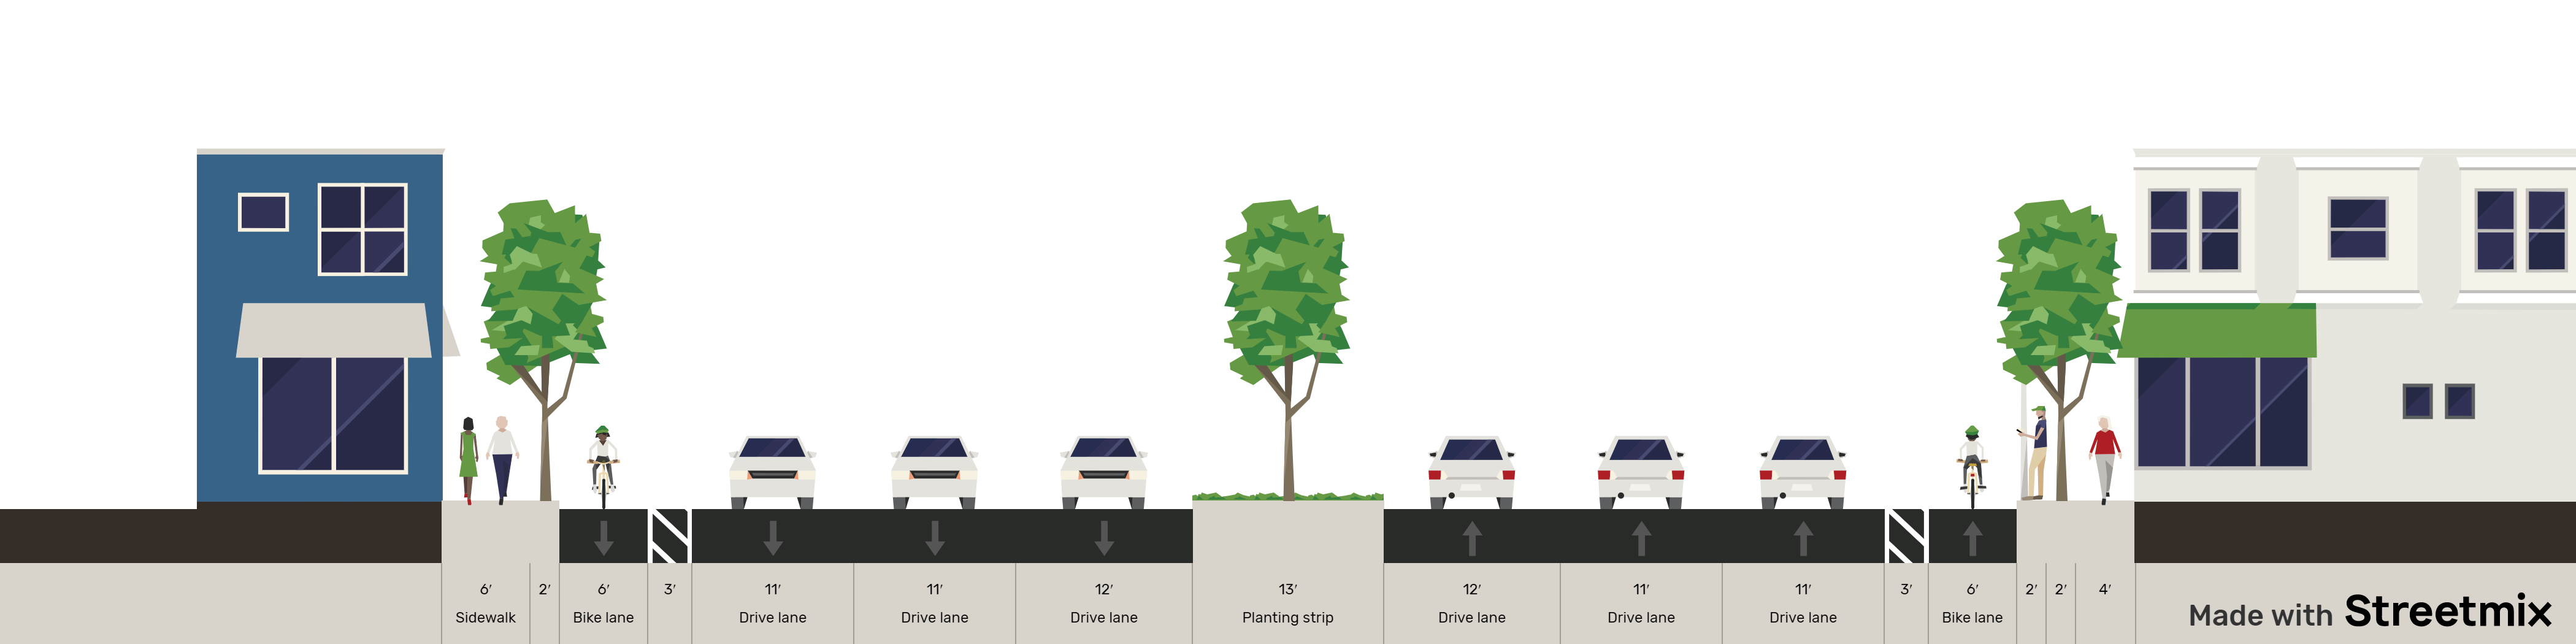 6′ 2′ 6′ 3′ 11′ 11′ 12′ 13′ 12′ 11′ 11′ 3′ 6′ 2′ 2′ 4′
Sidewalk Bike lane Drive lane Drive lane Drive lane Planting strip Drive lane Drive lane Drive lane Bike lane
Made with Streetmix